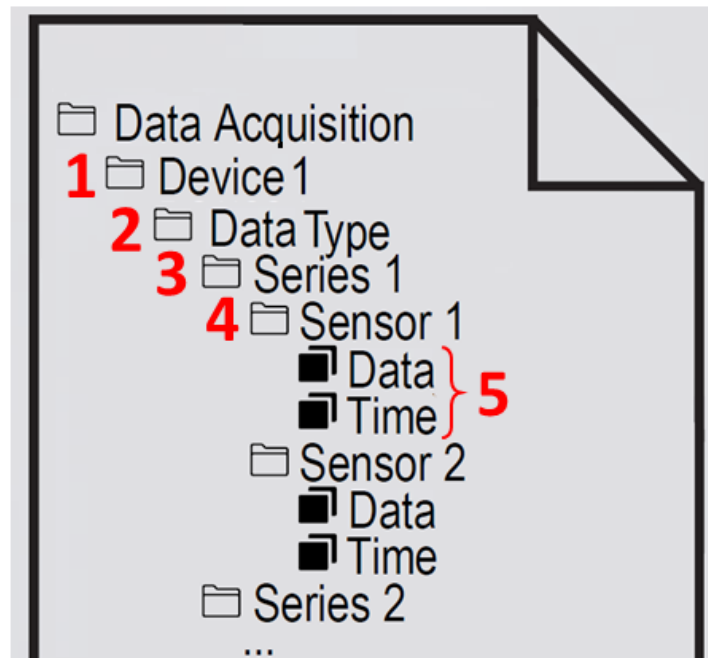 Data Acquisition
1 Device 1
2 Data Type
3 Series 1
4 Sensor 1
Data
Time
5
Sensor 2
Data
Time
Series 2
...